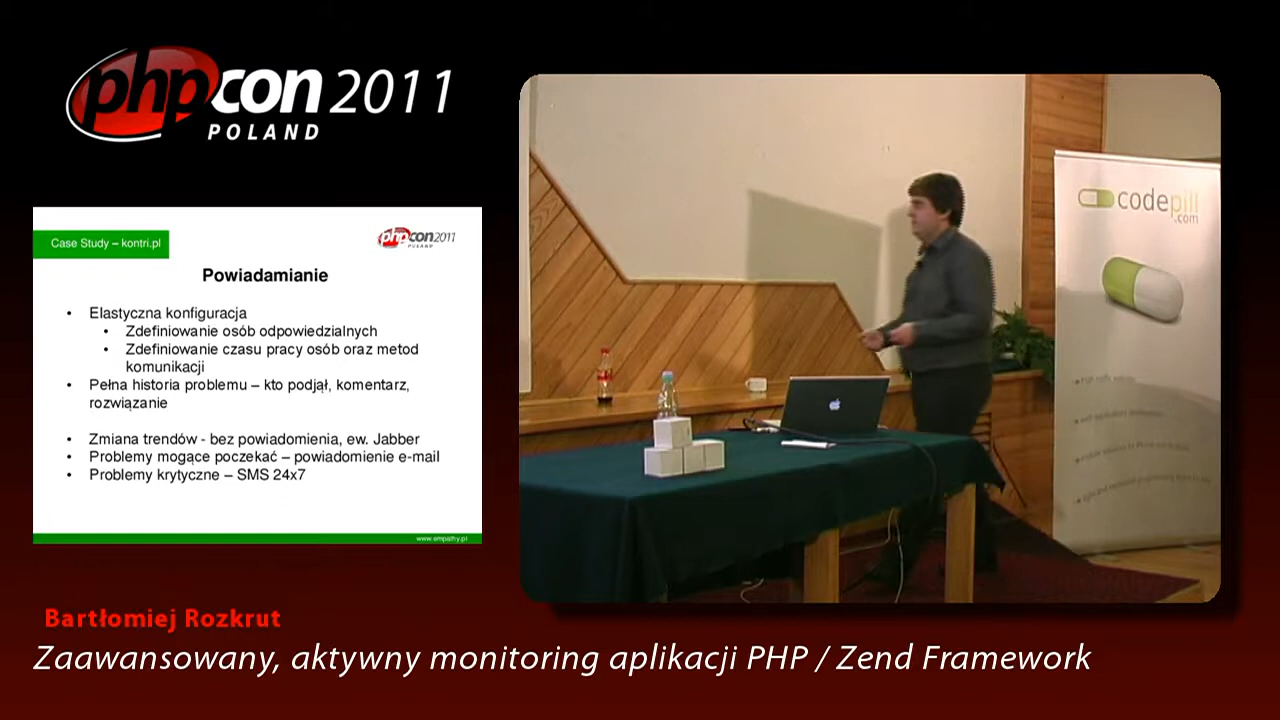 phpcon 2011
POLAND
Case Study – kontri.pl
phpcon2011
POLAND
Powiadamianie
• Elastyczna konfiguracja
• Zdefiniowanie osób odpowiedzialnych
• Zdefiniowanie czasu pracy osób oraz metod
komunikacji
• Pełna historia problemu – kto podjął, komentarz,
rozwiązanie
• Zmiana trendów - bez powiadomienia, ew. Jabber
• Problemy mogące poczekać – powiadomienie e-mail
• Problemy krytyczne – SMS 24x7
www.empathy.pl
codepill
.com
Bartłomiej Rozkrut
Zaawansowany, aktywny monitoring aplikacji PHP / Zend Framework